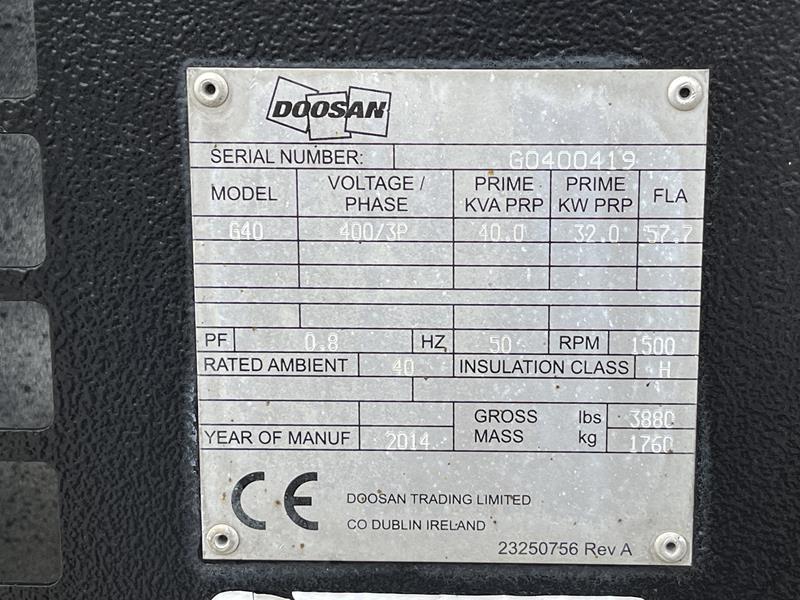 DOOSAN
SERIAL NUMBER: G0400419
MODEL VOLTAGE / PHASE PRIME KVA PRP PRIME KW PRP FLA
G40 400/3P 40.0 32.0 57.7
PF 0.8 HZ 50 RPM 1500
RATED AMBIENT 40 INSULATION CLASS H
GROSS MASS lbs 3880
YEAR OF MANUF 2014 kg 1760
CE DOOSAN TRADING LIMITED
CO DUBLIN IRELAND
23250756 Rev A